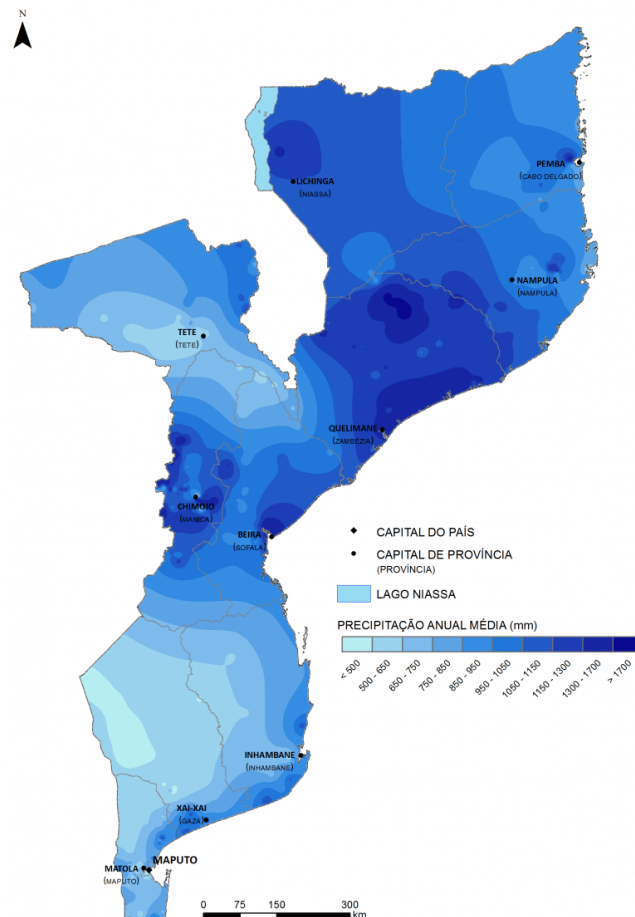 N
PEMBA
(CABO DELGADO)
LICHINGA
(NIASSA)
NAMPULA
(NAMPULA)
TETE
(TETE)
QUELIMANE
(ZAMBÉZIA)
CHIMOIO
(MANICA)
BEIRA
(SOFALA)
CAPITAL DO PAÍS
CAPITAL DE PROVÍNCIA
(PROVÍNCIA)
LAGO NIASSA
PRECIPITAÇÃO ANUAL MÉDIA (mm)
< 500
500 - 650
650 - 750
750 - 850
850 - 950
950 - 1050
1050 - 1150
1150 - 1300
1300 - 1700
> 1700
INHAMBANE
(INHAMBANE)
XAI-XAI
(GAZA)
MAPUTO
MATOLA
(MAPUTO)
0 75 150 300
km